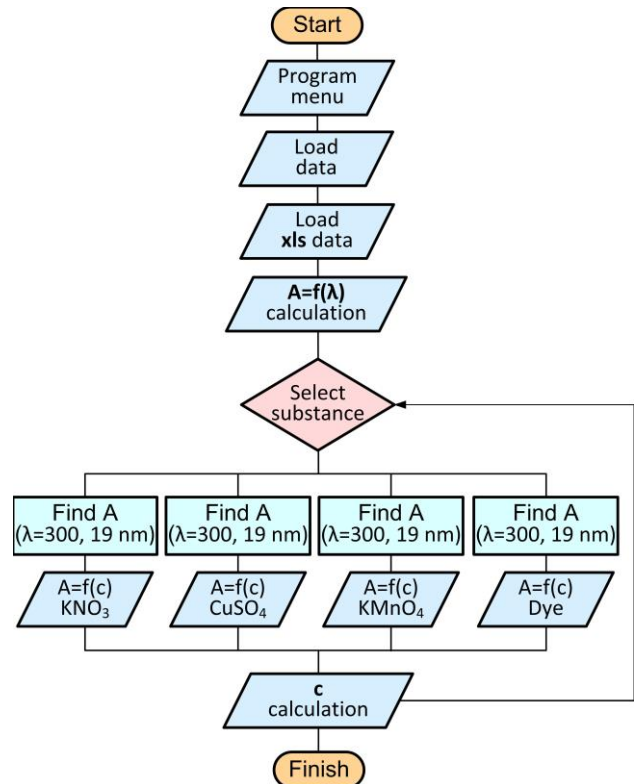 Start
Program
menu
Load
data
Load
xls data
A=f(λ)
calculation
Select
substance
Find A
(λ=300, 19 nm)
Find A
(λ=300, 19 nm)
Find A
(λ=300, 19 nm)
Find A
(λ=300, 19 nm)
A=f(c)
KNO₃
A=f(c)
CuSO₄
A=f(c)
KMnO₄
A=f(c)
Dye
c
calculation
Finish